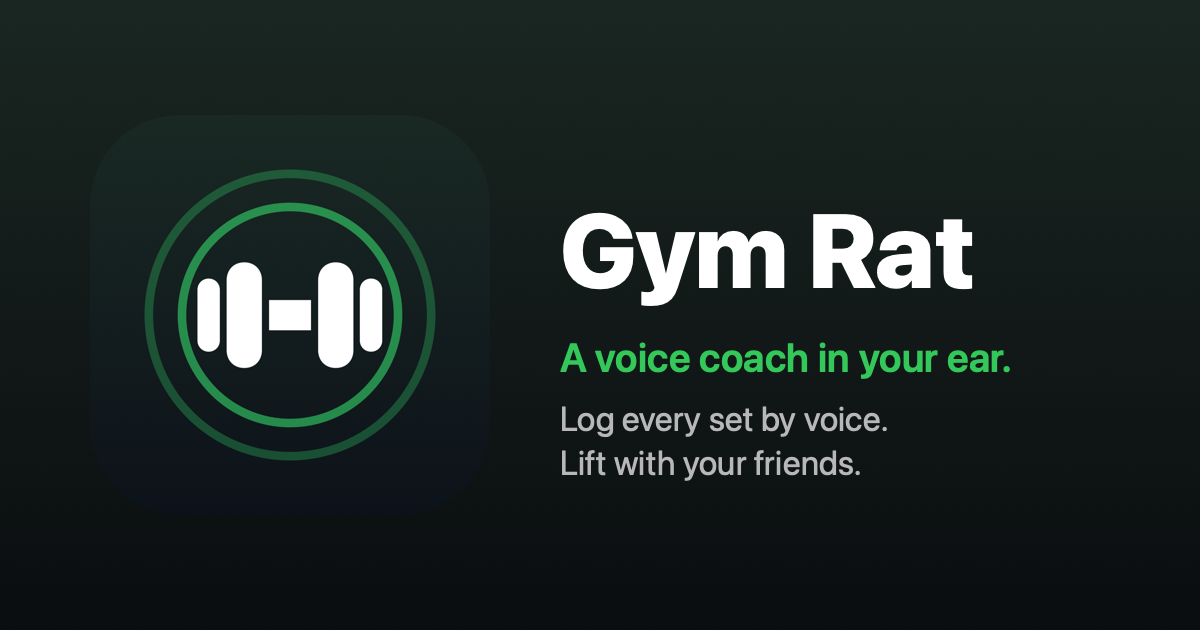 Gym Rat
A voice coach in your ear.
Log every set by voice.
Lift with your friends.